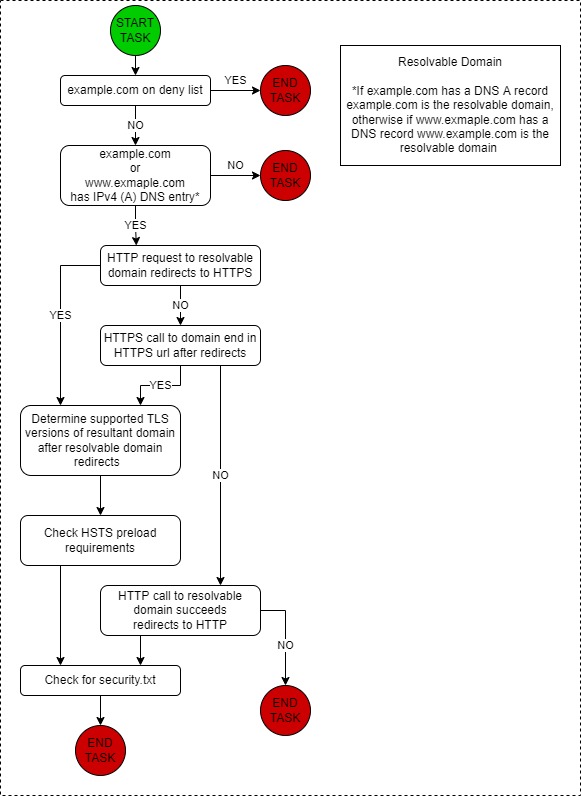 START
TASK
example.com on deny list
YES
END
TASK
NO
Resolvable Domain
*If example.com has a DNS A record
example.com is the resolvable domain,
otherwise if www.exmaple.com has a
DNS record www.example.com is the
resolvable domain
example.com
or
www.exmaple.com
has IPv4 (A) DNS entry*
NO
END
TASK
YES
HTTP request to resolvable
domain redirects to HTTPS
YES
NO
HTTPS call to domain end in
HTTPS url after redirects
YES
Determine supported TLS
versions of resultant domain
after resolvable domain
redirects
NO
Check HSTS preload
requirements
HTTP call to resolvable
domain succeeds
redirects to HTTP
NO
Check for security.txt
END
TASK
END
TASK